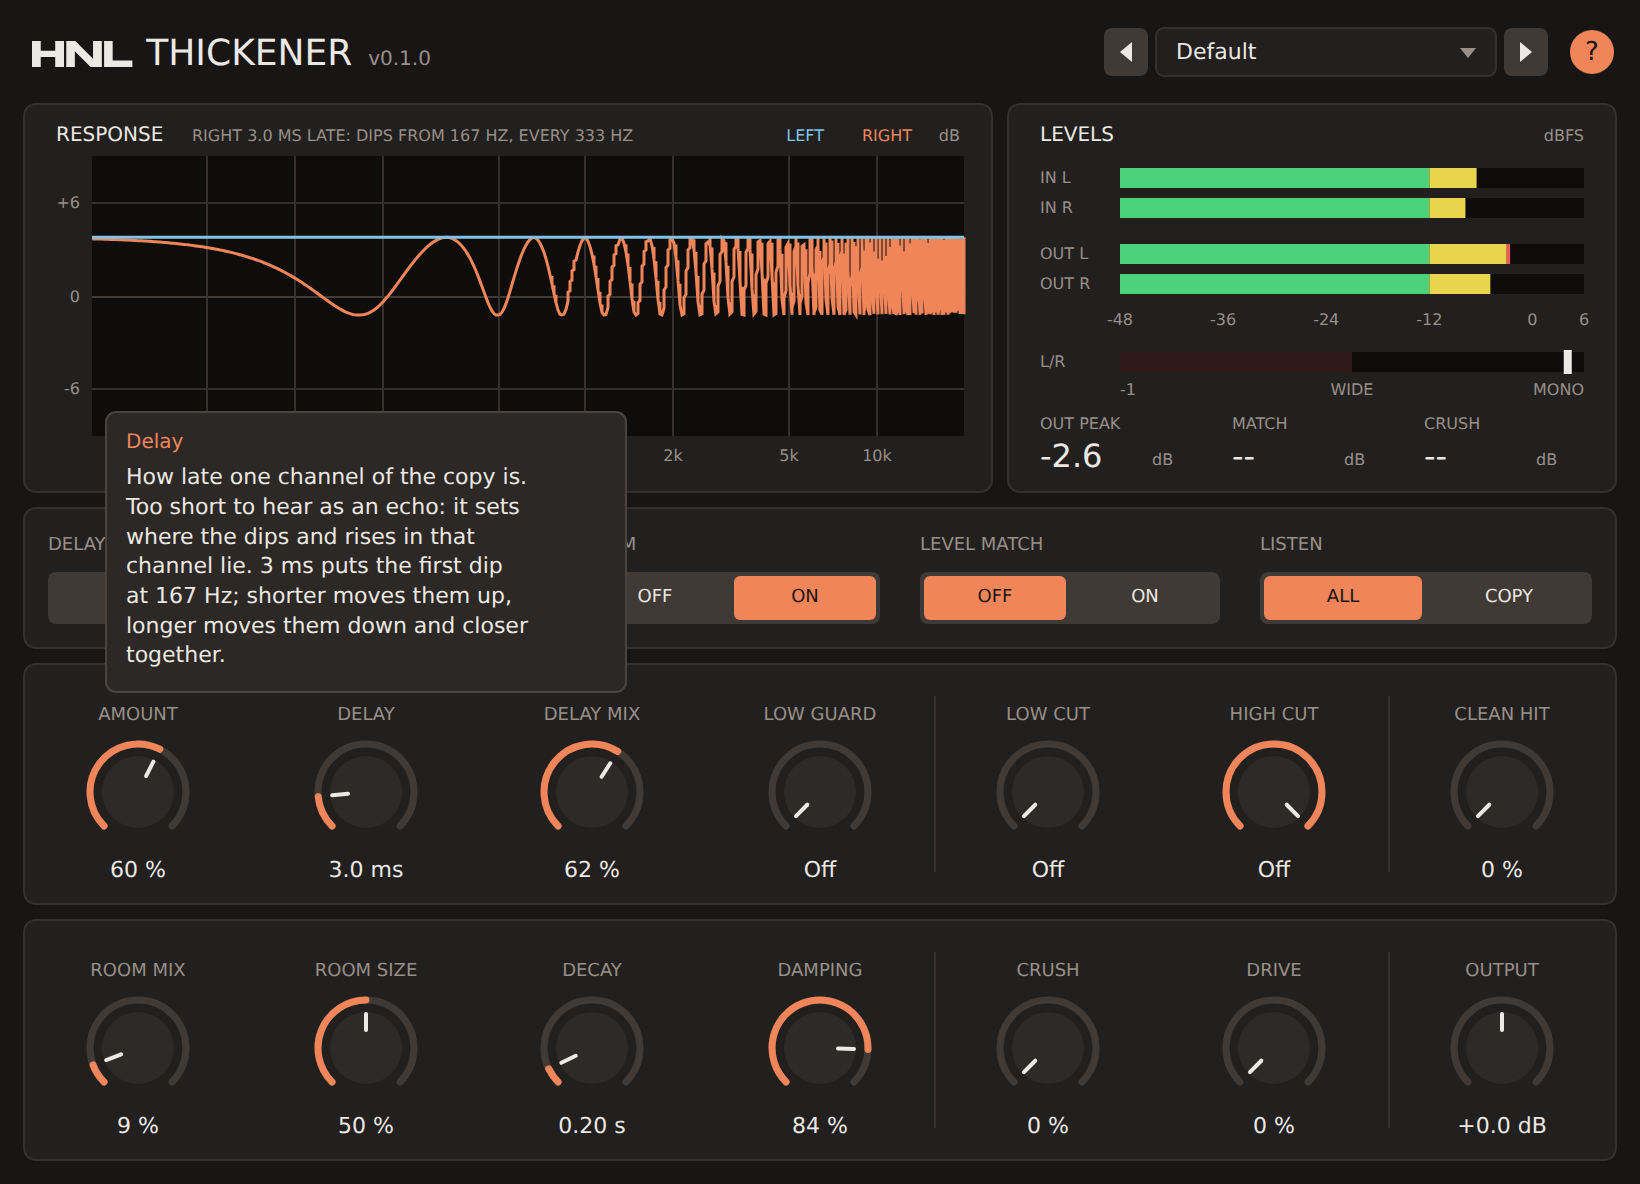 HNL THICKENER v0.1.0
Default
?
RESPONSE RIGHT 3.0 MS LATE: DIPS FROM 167 HZ, EVERY 333 HZ LEFT RIGHT dB
+6
0
-6
2k 5k 10k
LEVELS dBFS
IN L
IN R
OUT L
OUT R
-48 -36 -24 -12 0 6
L/R
-1 WIDE MONO
OUT PEAK MATCH CRUSH
-2.6 dB -- dB -- dB
Delay
How late one channel of the copy is.
Too short to hear as an echo: it sets
where the dips and rises in that
channel lie. 3 ms puts the first dip
at 167 Hz; shorter moves them up,
longer moves them down and closer
together.
DELAY M LEVEL MATCH LISTEN
OFF ON OFF ON ALL COPY
AMOUNT DELAY DELAY MIX LOW GUARD LOW CUT HIGH CUT CLEAN HIT
60 % 3.0 ms 62 % Off Off Off 0 %
ROOM MIX ROOM SIZE DECAY DAMPING CRUSH DRIVE OUTPUT
9 % 50 % 0.20 s 84 % 0 % 0 % +0.0 dB